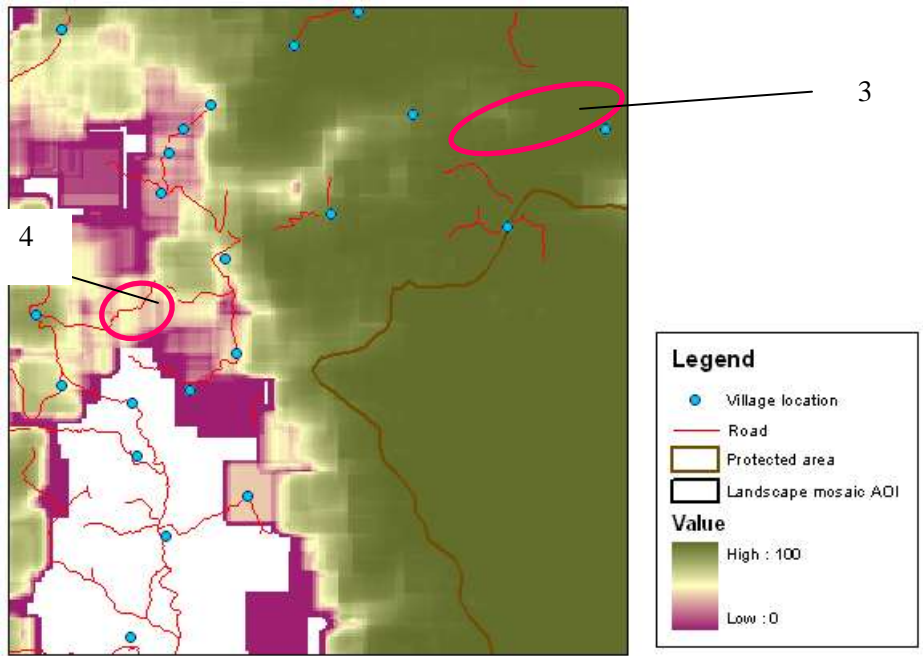 3
4
Legend
Village location
Road
Protected area
Landscape mosaic AOI
Value
High : 100
Low : 0